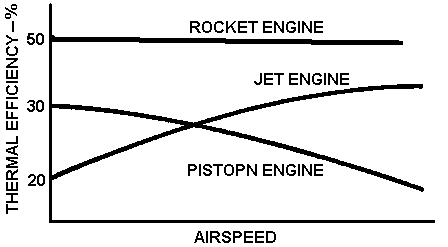 ROCKET ENGINE
50
JET ENGINE
30
20
PISTOPN ENGINE
THERMAL EFFICIENCY–%
AIRSPEED